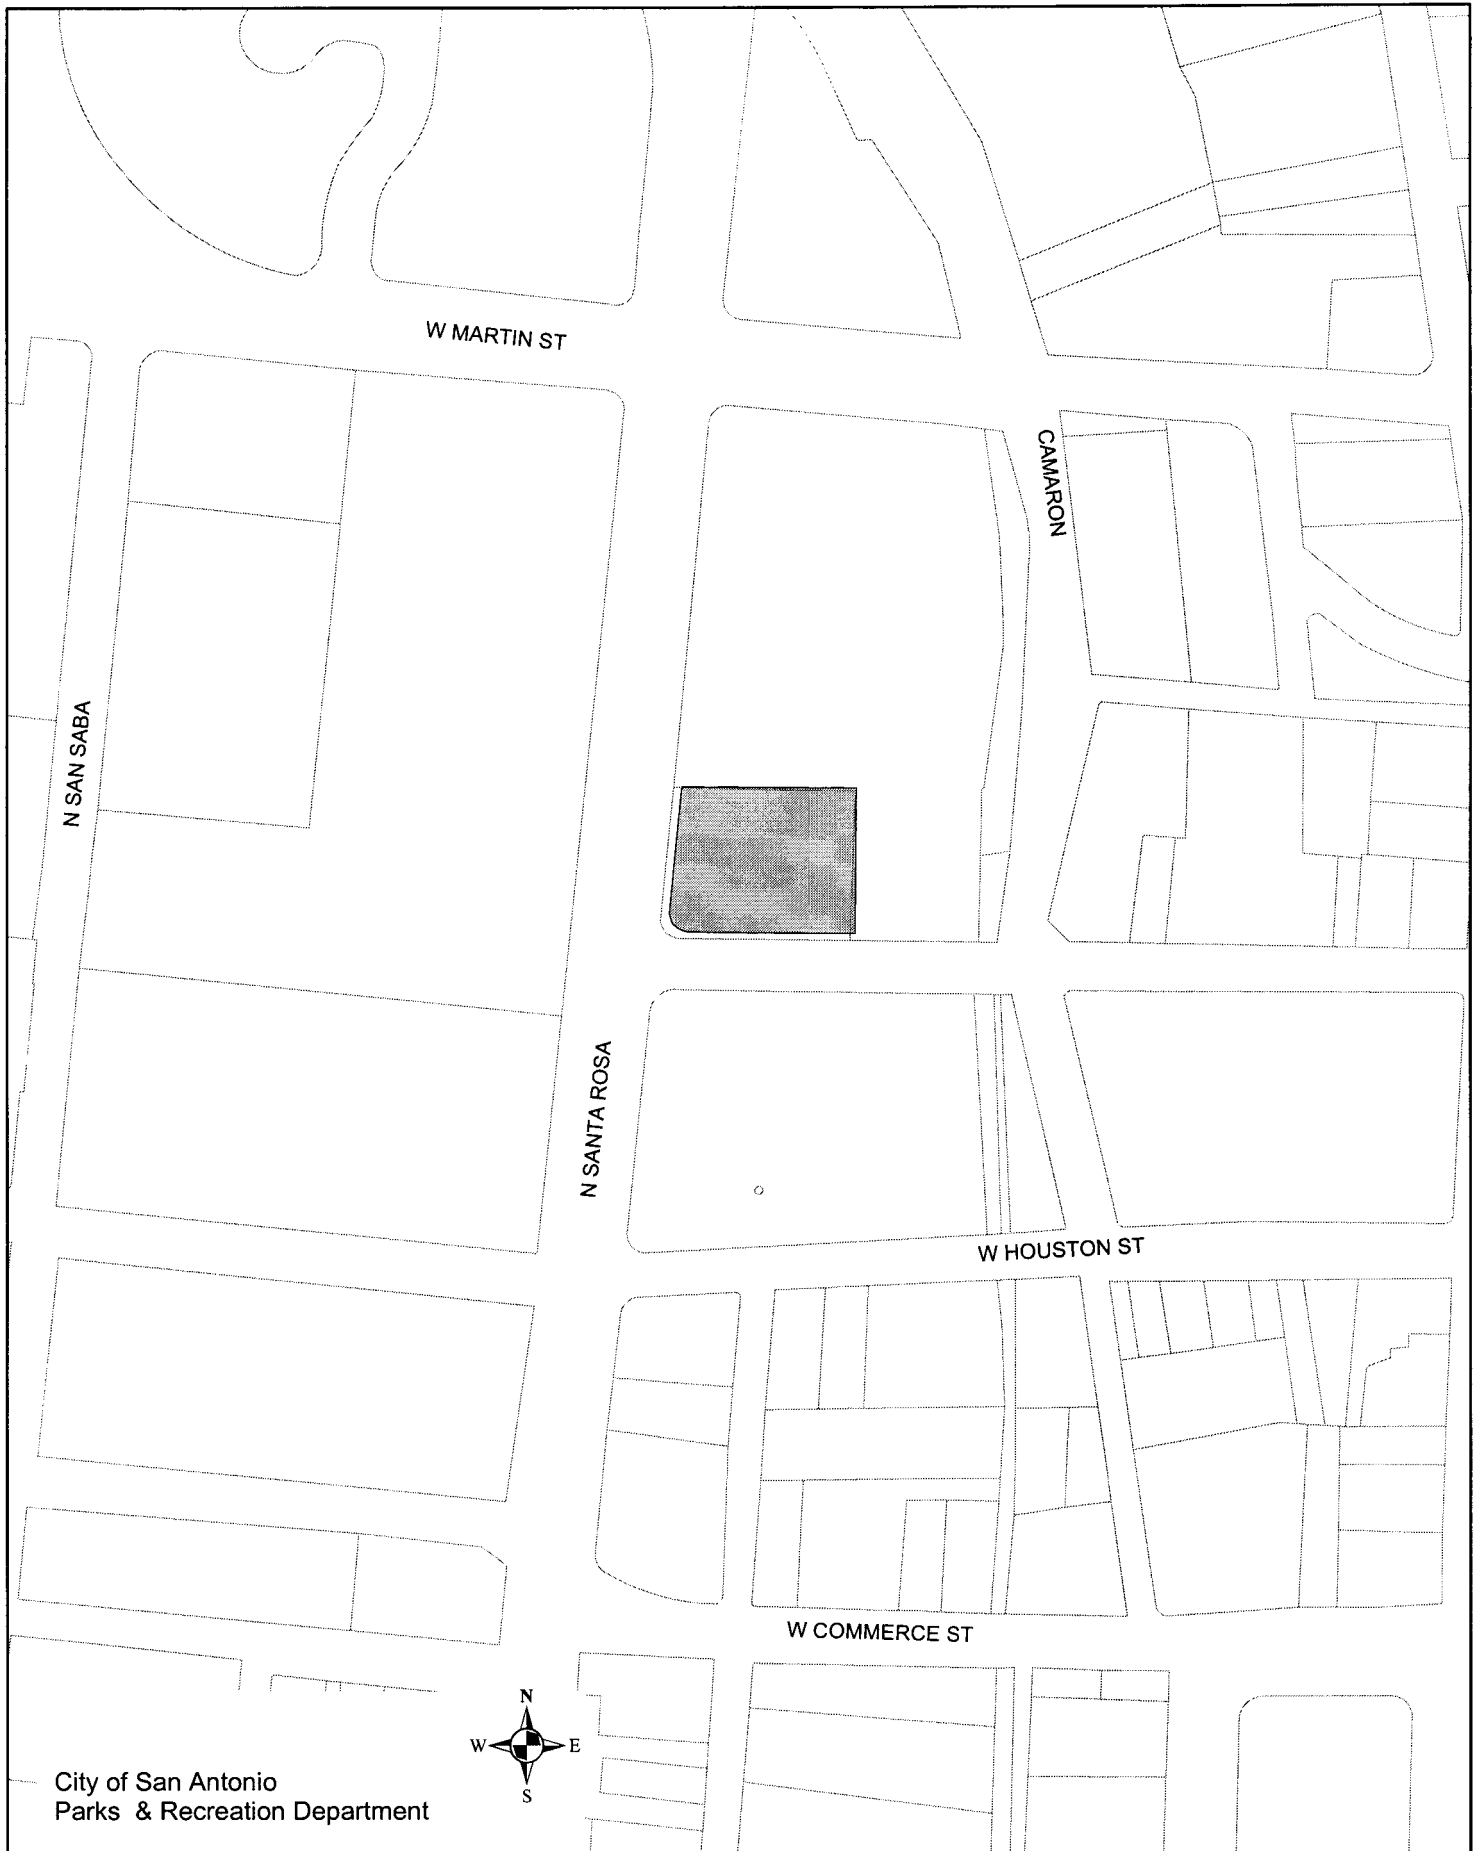 W MARTIN ST
CAMARON
N SAN SABA
N SANTA ROSA
W HOUSTON ST
W COMMERCE ST
N
W E
S
City of San Antonio
Parks & Recreation Department